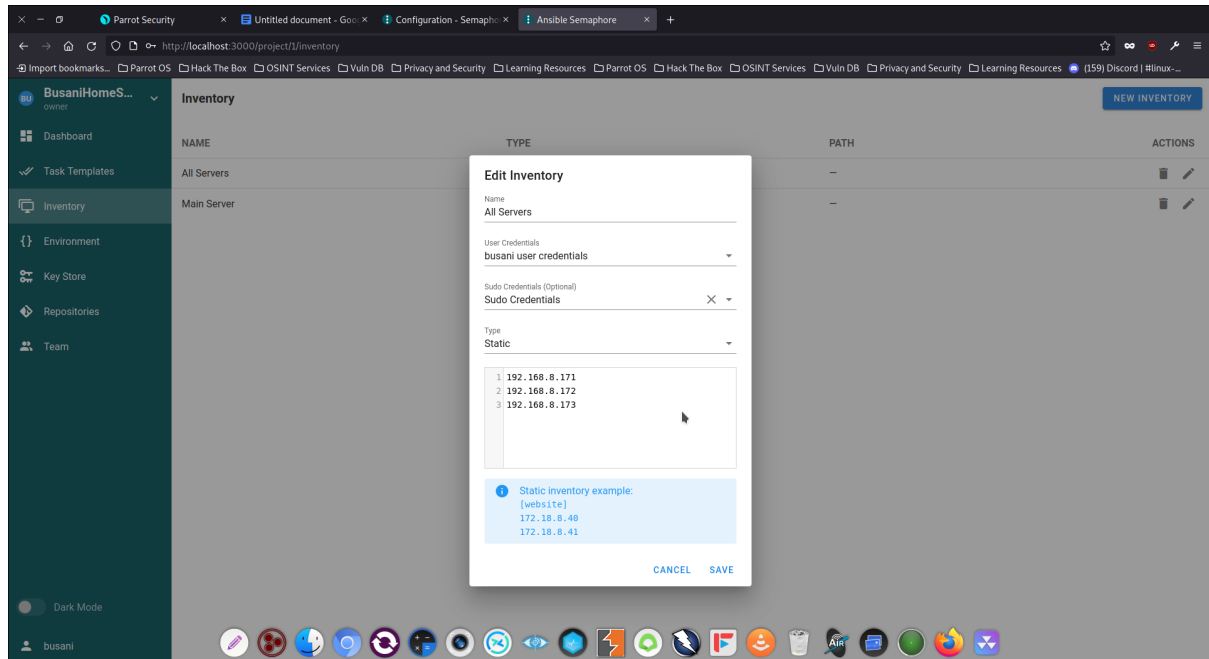 Parrot Security
Untitled document - Goo
Configuration - Semapho
Ansible Semaphore
http://localhost:3000/project/1/inventory
Import bookmarks... Parrot OS Hack The Box OSINT Services Vuln DB Privacy and Security Learning Resources Parrot OS Hack The Box OSINT Services Vuln DB Privacy and Security Learning Resources (159) Discord | #linux-...
BU
BusaniHomeS...
owner
Dashboard
Task Templates
Inventory
Environment
Key Store
Repositories
Team
Dark Mode
busani
Inventory
NEW INVENTORY
NAME TYPE PATH ACTIONS
All Servers —
Main Server —
Edit Inventory
Name
All Servers
User Credentials
busani user credentials
Sudo Credentials (Optional)
Sudo Credentials
Type
Static
1 192.168.8.171
2 192.168.8.172
3 192.168.8.173
Static inventory example:
[website]
172.18.8.40
172.18.8.41
CANCEL SAVE
AIR